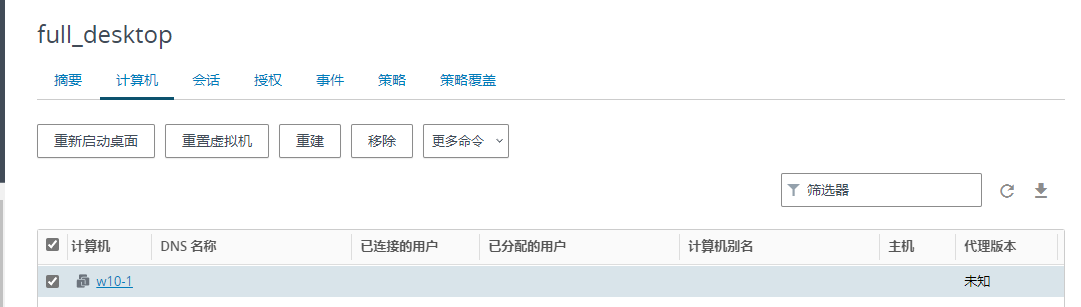 full_desktop
摘要 计算机 会话 授权 事件 策略 策略覆盖
重新启动桌面 重置虚拟机 重建 移除 更多命令
筛选器
计算机 DNS 名称 已连接的用户 已分配的用户 计算机别名 主机 代理版本
w10-1 未知